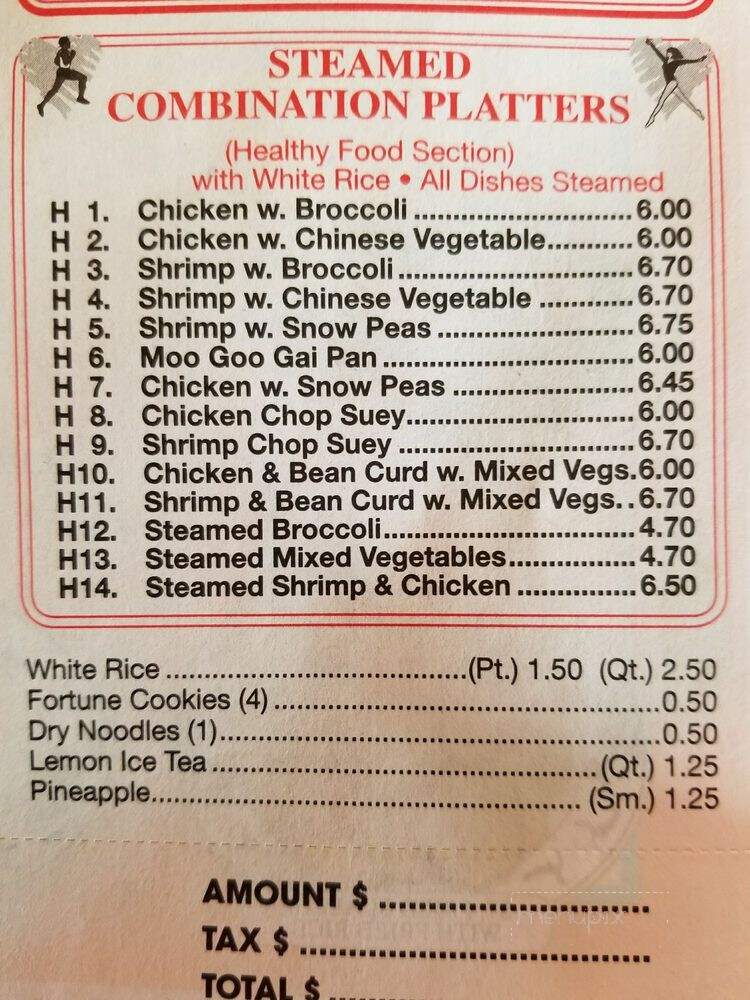 STEAMED
COMBINATION PLATTERS
(Healthy Food Section)
with White Rice • All Dishes Steamed
H 1. Chicken w. Broccoli ............................ 6.00
H 2. Chicken w. Chinese Vegetable........... 6.00
H 3. Shrimp w. Broccoli .............................. 6.70
H 4. Shrimp w. Chinese Vegetable ............ 6.70
H 5. Shrimp w. Snow Peas ......................... 6.75
H 6. Moo Goo Gai Pan ................................ 6.00
H 7. Chicken w. Snow Peas ....................... 6.45
H 8. Chicken Chop Suey............................. 6.00
H 9. Shrimp Chop Suey .............................. 6.70
H10. Chicken & Bean Curd w. Mixed Vegs.6.00
H11. Shrimp & Bean Curd w. Mixed Vegs..6.70
H12. Steamed Broccoli................................ 4.70
H13. Steamed Mixed Vegetables................ 4.70
H14. Steamed Shrimp & Chicken ............... 6.50
White Rice .......................................(Pt.) 1.50 (Qt.) 2.50
Fortune Cookies (4) ..................................................0.50
Dry Noodles (1).........................................................0.50
Lemon Ice Tea ..................................................(Qt.) 1.25
Pineapple........................................................ (Sm.) 1.25
AMOUNT $ ....................................
TAX $ ..............................................
TOTAL $ ..........................................
menupix